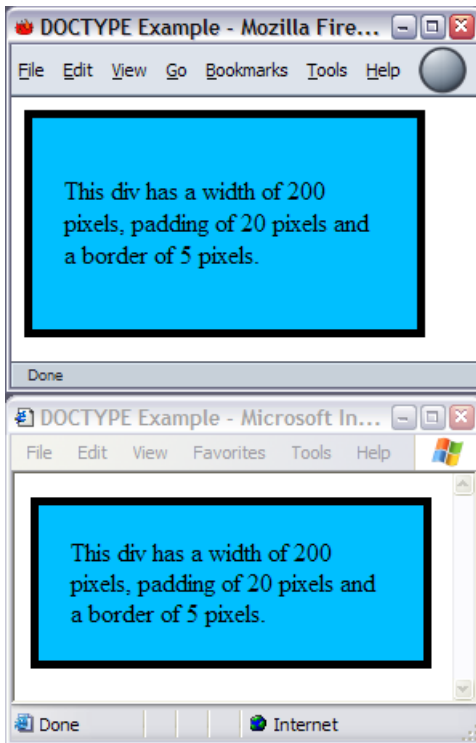 DOCTYPE Example - Mozilla Fire...
File Edit View Go Bookmarks Tools Help
This div has a width of 200
pixels, padding of 20 pixels and
a border of 5 pixels.
Done
DOCTYPE Example - Microsoft In...
File Edit View Favorites Tools Help
This div has a width of 200
pixels, padding of 20 pixels and
a border of 5 pixels.
Done Internet